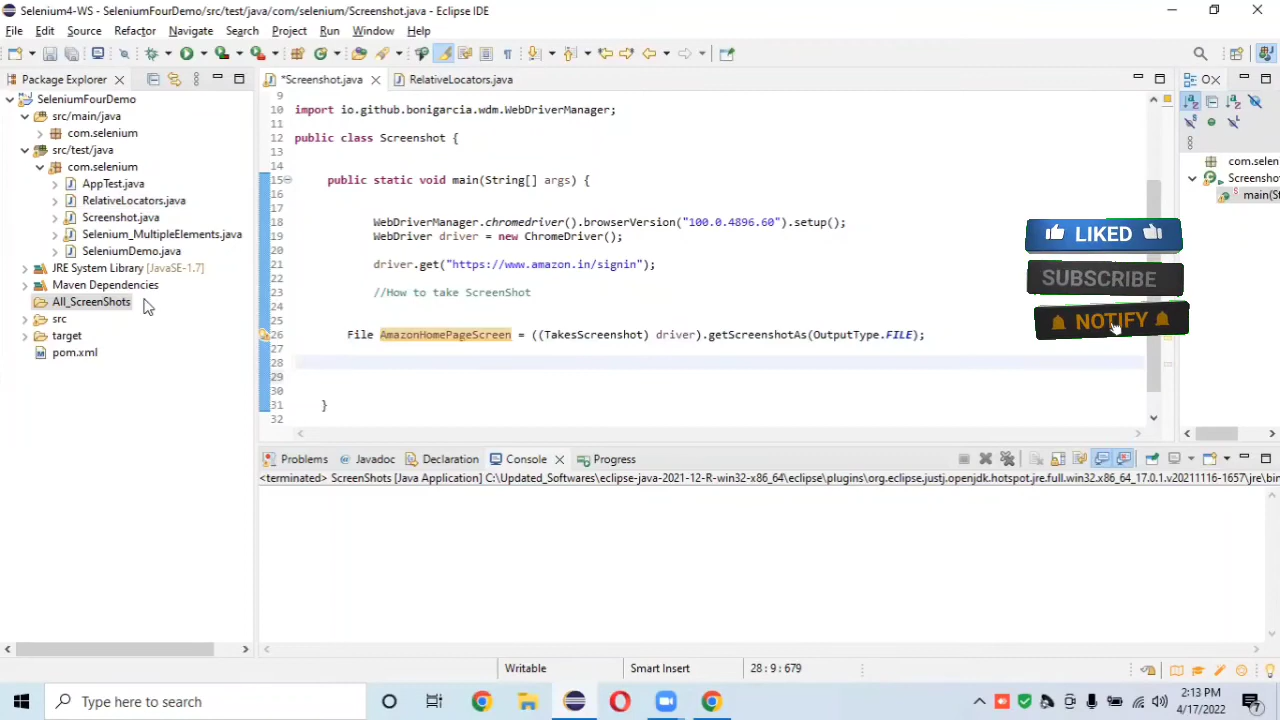 Selenium4-WS - SeleniumFourDemo/src/test/java/com/selenium/Screenshot.java - Eclipse IDE
File Edit Source Refactor Navigate Search Project Run Window Help
Package Explorer
*Screenshot.java
RelativeLocators.java
SeleniumFourDemo
src/main/java
com.selenium
src/test/java
com.selenium
AppTest.java
RelativeLocators.java
Screenshot.java
Selenium_MultipleElements.java
SeleniumDemo.java
JRE System Library [JavaSE-1.7]
Maven Dependencies
All_ScreenShots
src
target
pom.xml
9
10 import io.github.bonigarcia.wdm.WebDriverManager;
11
12 public class Screenshot {
13
14
15 public static void main(String[] args) {
16
17
18 WebDriverManager.chromedriver().browserVersion("100.0.4896.60").setup();
19 WebDriver driver = new ChromeDriver();
20
21 driver.get("https://www.amazon.in/signin");
22
23 //How to take ScreenShot
24
25
26 File AmazonHomePageScreen = ((TakesScreenshot) driver).getScreenshotAs(OutputType.FILE);
27
28
29
30
31 }
32
com.selen
Screensho
main(St
LIKED
SUBSCRIBE
NOTIFY
Problems Javadoc Declaration Console Progress
<terminated> ScreenShots [Java Application] C:\Updated_Softwares\eclipse-java-2021-12-R-win32-x86_64\eclipse\plugins\org.eclipse.justj.openjdk.hotspot.jre.full.win32.x86_64_17.0.1.v20211116-1657\jre\bin
Writable
Smart Insert
28 : 9 : 679
Type here to search
2:13 PM
4/17/2022
7